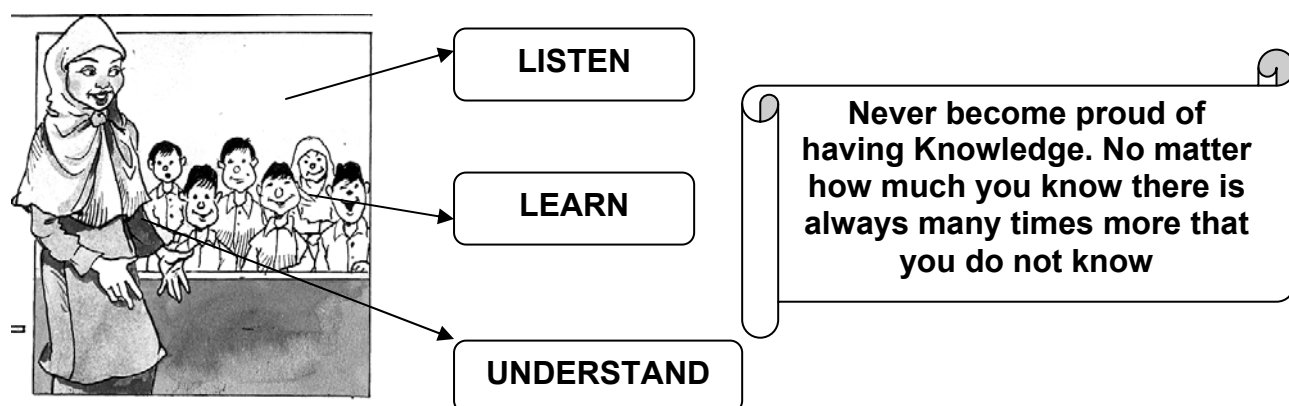 LISTEN
LEARN
UNDERSTAND
Never become proud of
having Knowledge. No matter
how much you know there is
always many times more that
you do not know